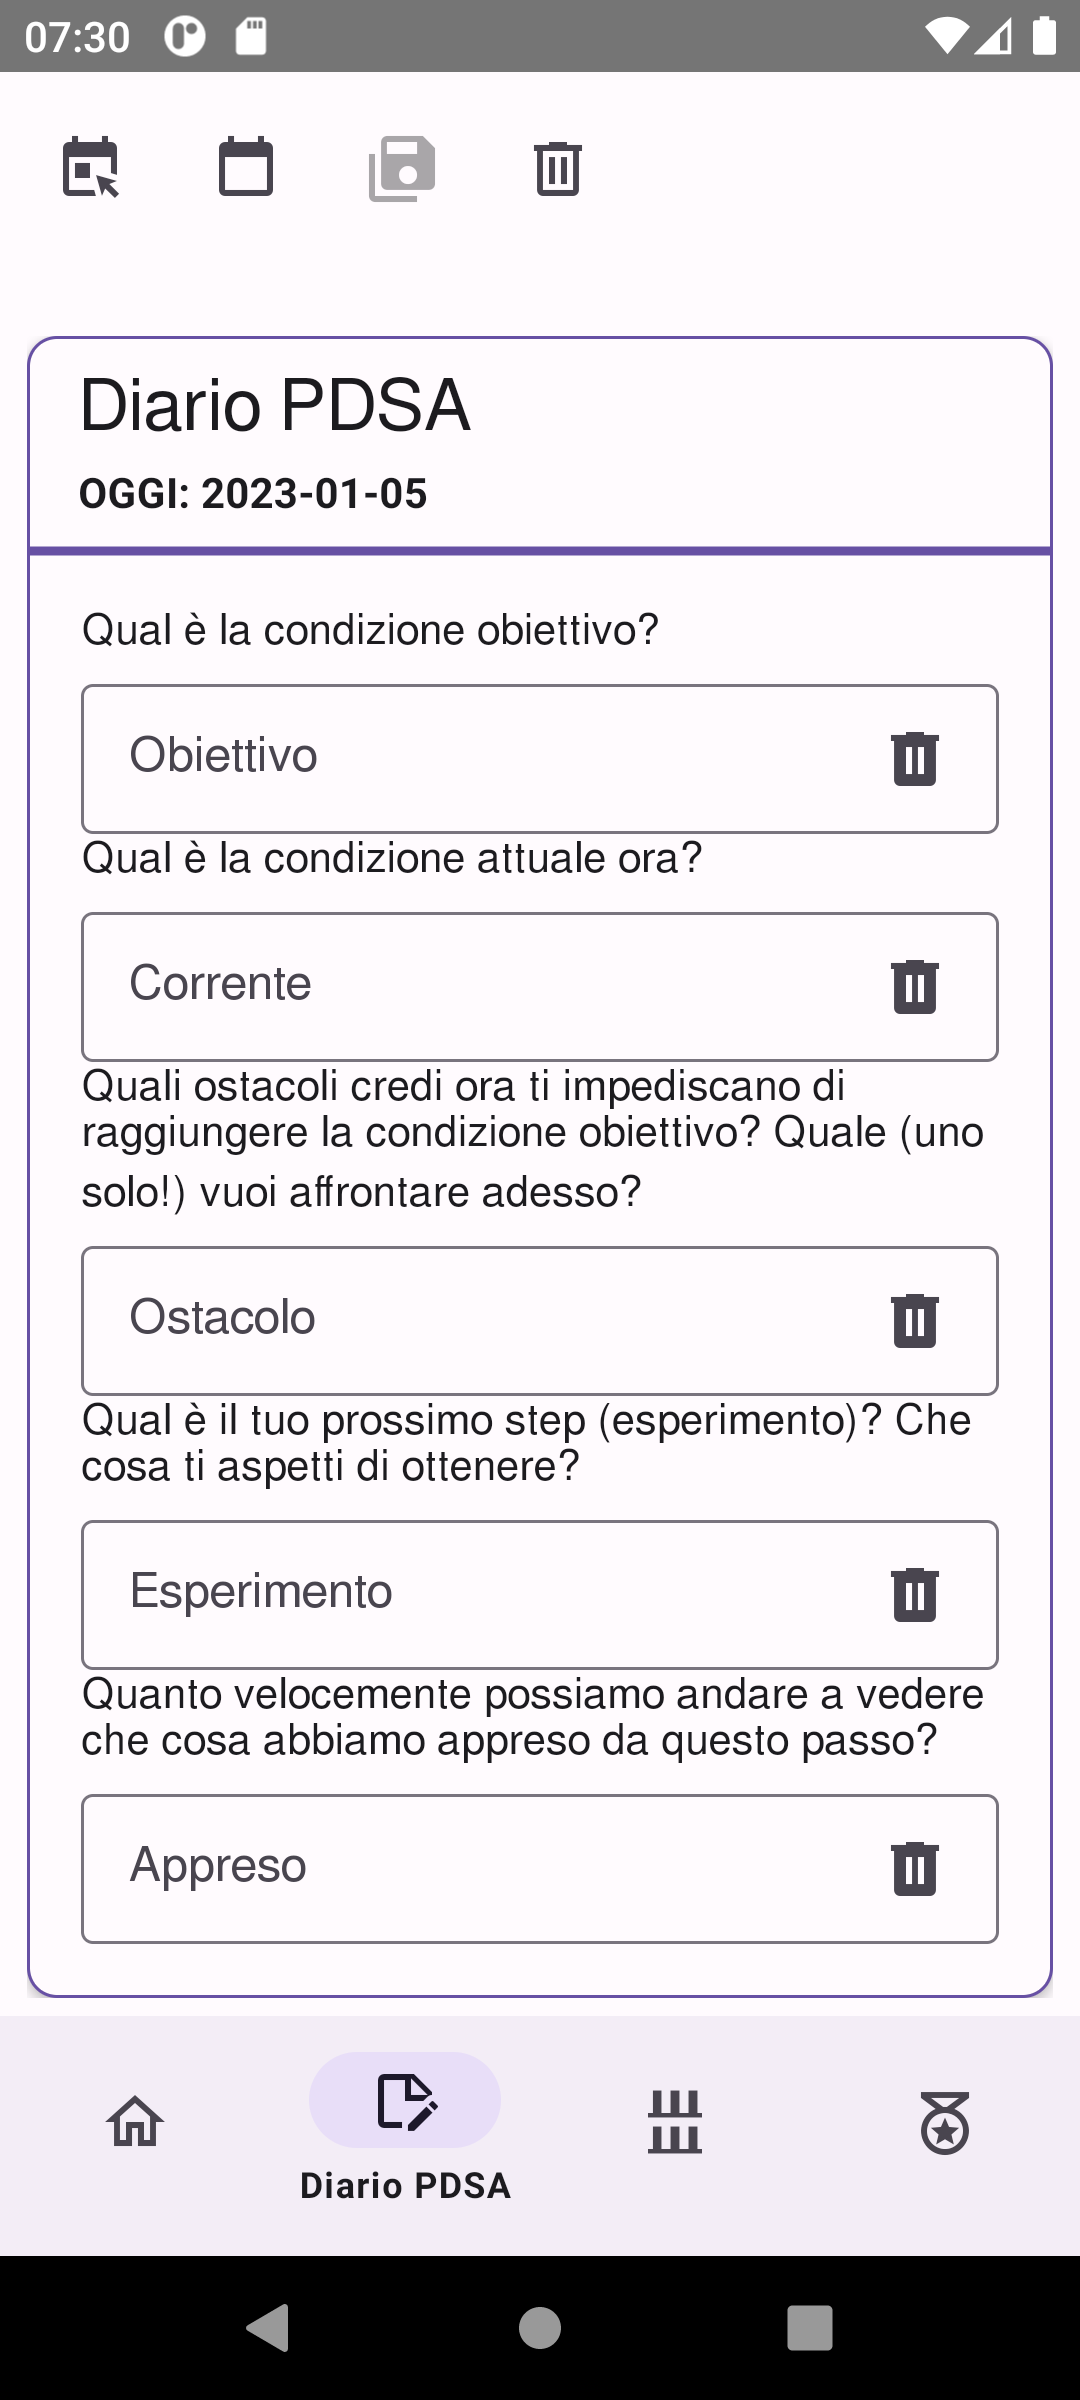 07:30
Diario PDSA
OGGI: 2023-01-05
Qual è la condizione obiettivo?
Obiettivo
Qual è la condizione attuale ora?
Corrente
Quali ostacoli credi ora ti impediscano di
raggiungere la condizione obiettivo? Quale (uno
solo!) vuoi affrontare adesso?
Ostacolo
Qual è il tuo prossimo step (esperimento)? Che
cosa ti aspetti di ottenere?
Esperimento
Quanto velocemente possiamo andare a vedere
che cosa abbiamo appreso da questo passo?
Appreso
Diario PDSA